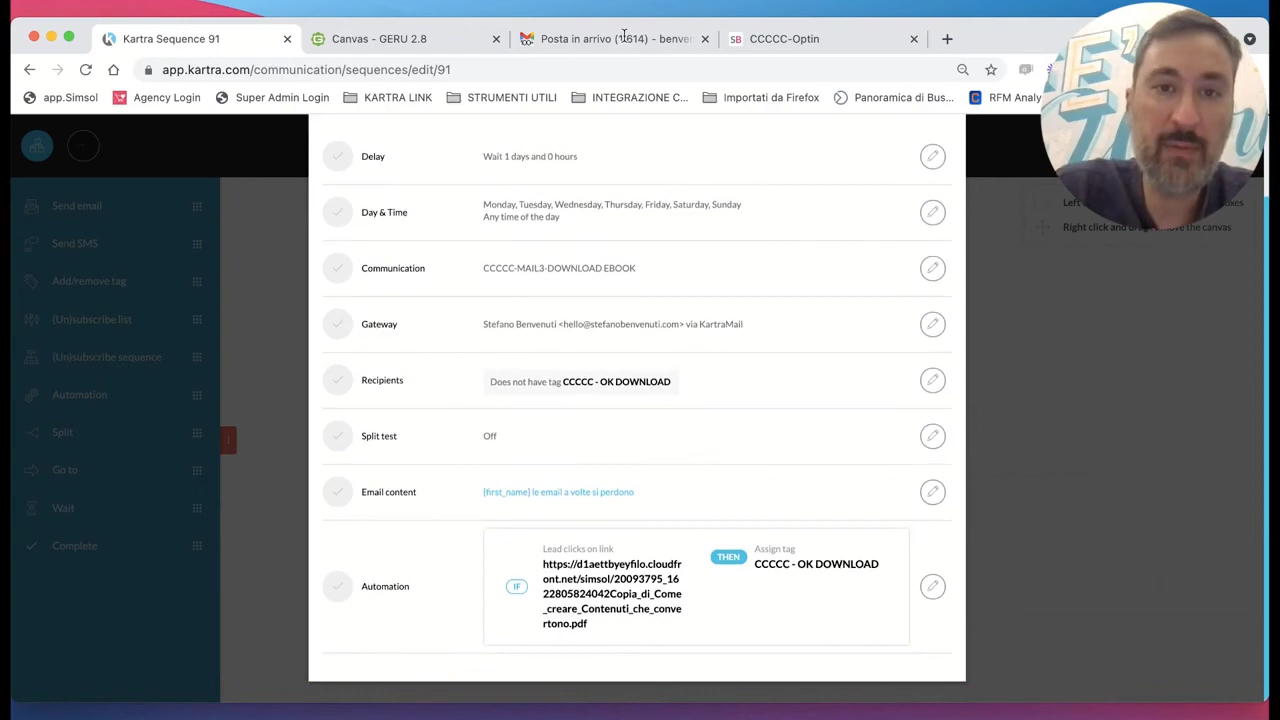 Kartra Sequence 91
Canvas - GERU 2.8
Posta in arrivo (1.614) - benver
CCCCC-Optin
app.kartra.com/communication/sequences/edit/91
app.Simsol
Agency Login
Super Admin Login
KARTRA LINK
STRUMENTI UTILI
INTEGRAZIONE C...
Importati da Firefox
Panoramica di Bus...
RFM Analy
Send email
Send SMS
Add/remove tag
(Un)subscribe list
(Un)subscribe sequence
Automation
Split
Go to
Wait
Complete
Delay
Wait 1 days and 0 hours
Day & Time
Monday, Tuesday, Wednesday, Thursday, Friday, Saturday, Sunday
Any time of the day
Communication
CCCCC-MAIL3-DOWNLOAD EBOOK
Gateway
Stefano Benvenuti <hello@stefanobenvenuti.com> via KartraMail
Recipients
Does not have tag CCCCC - OK DOWNLOAD
Split test
Off
Email content
[first_name] le email a volte si perdono
Automation
IF
Lead clicks on link
https://d1aettbyeyfilo.cloudfr
ont.net/simsol/20093795_16
22805824042Copia_di_Come
_creare_Contenuti_che_conve
rtono.pdf
THEN
Assign tag
CCCCC - OK DOWNLOAD
Left
oxes
Right click and drag
move the canvas